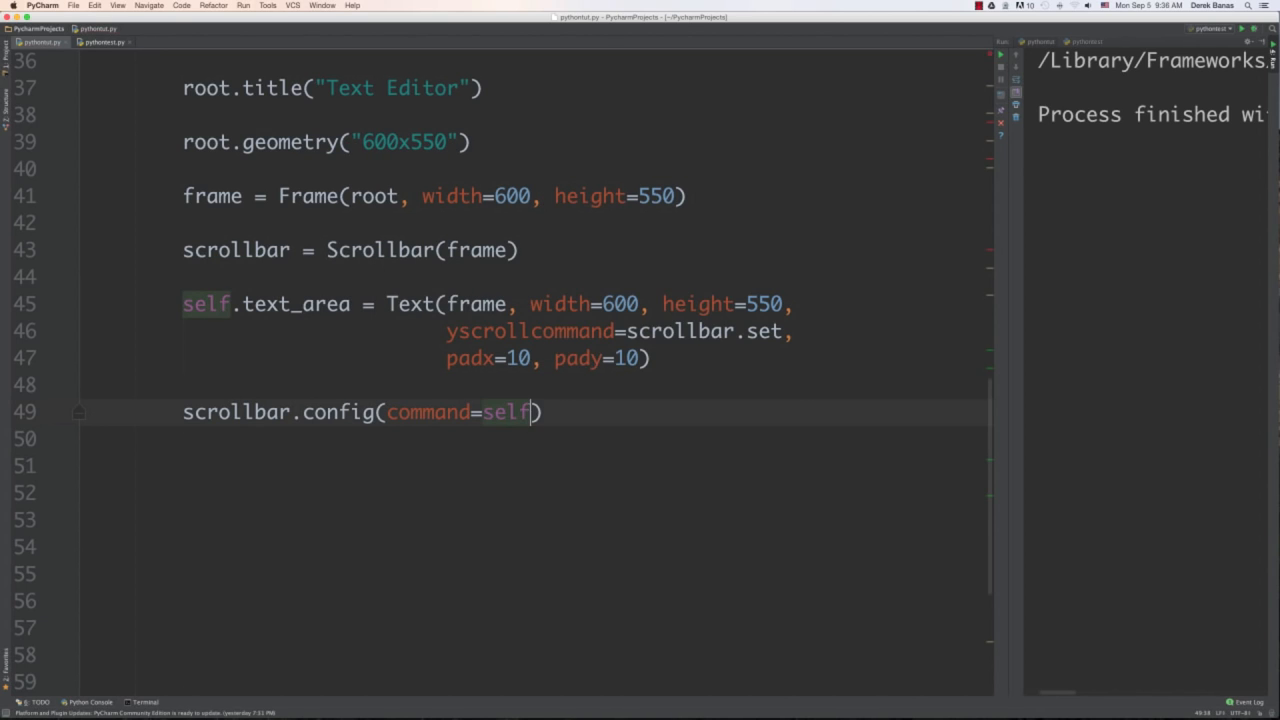 PyCharm File Edit View Navigate Code Refactor Run Tools VCS Window Help 10 Mon Sep 5 9:36 AM Derek Banas
pythontut.py - PycharmProjects - [~/PycharmProjects]
PycharmProjects pythontut.py pythontest
pythontut.py pythontest.py Run: pythontut pythontest
1: Project
7: Structure
2: Favorites
4: Run
36
37 root.title("Text Editor")
38
39 root.geometry("600x550")
40
41 frame = Frame(root, width=600, height=550)
42
43 scrollbar = Scrollbar(frame)
44
45 self.text_area = Text(frame, width=600, height=550,
46 yscrollcommand=scrollbar.set,
47 padx=10, pady=10)
48
49 scrollbar.config(command=self)
50
51
52
53
54
55
56
57
58
59
/Library/Frameworks
Process finished wi
6: TODO Python Console Terminal Event Log
Platform and Plugin Updates: PyCharm Community Edition is ready to update. (yesterday 7:31 PM) 49:38 LF÷ UTF-8÷